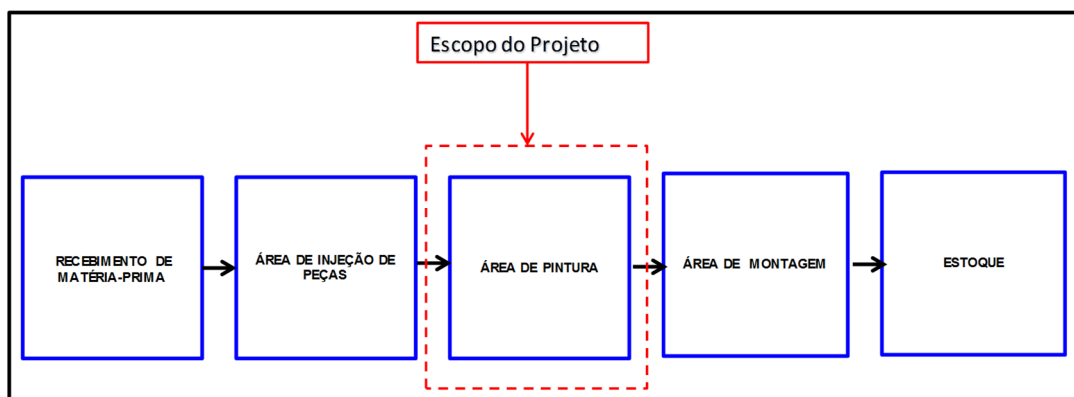 Escopo do Projeto
RECEBIMENTO DE
MATÉRIA-PRIMA
ÁREA DE INJEÇÃO DE
PEÇAS
ÁREA DE PINTURA
ÁREA DE MONTAGEM
ESTOQUE